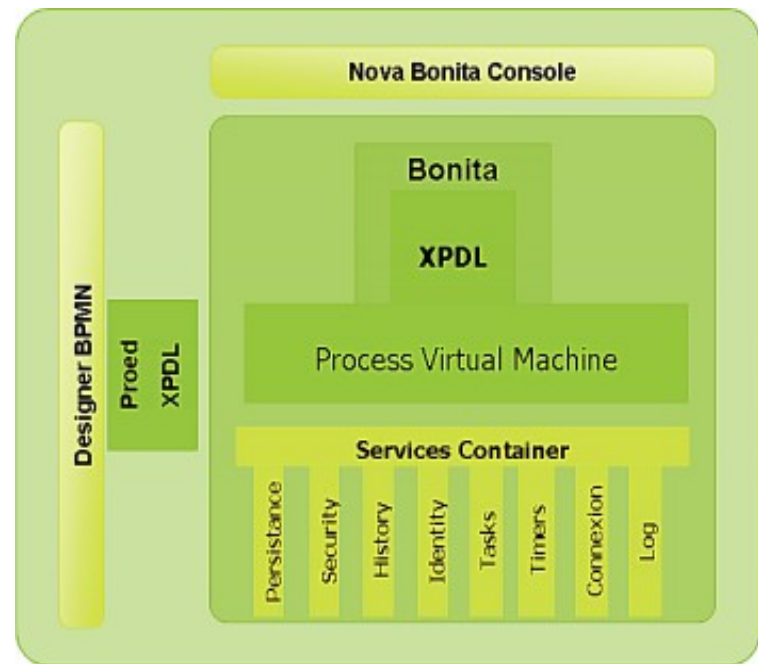 Nova Bonita Console
Designer BPMN
Proed
XPDL
Bonita
XPDL
Process Virtual Machine
Services Container
Persistance
Security
History
Identity
Tasks
Timers
Connexion
Log